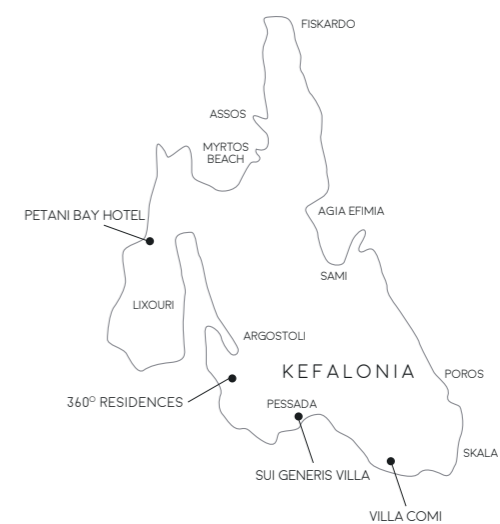 FISKARDO
ASSOS
MYRTOS
BEACH
PETANI BAY HOTEL
AGIA EFIMIA
SAMI
LIXOURI
ARGOSTOLI
KEFALONIA
POROS
360° RESIDENCES
PESSADA
SKALA
SUI GENERIS VILLA
VILLA COMI